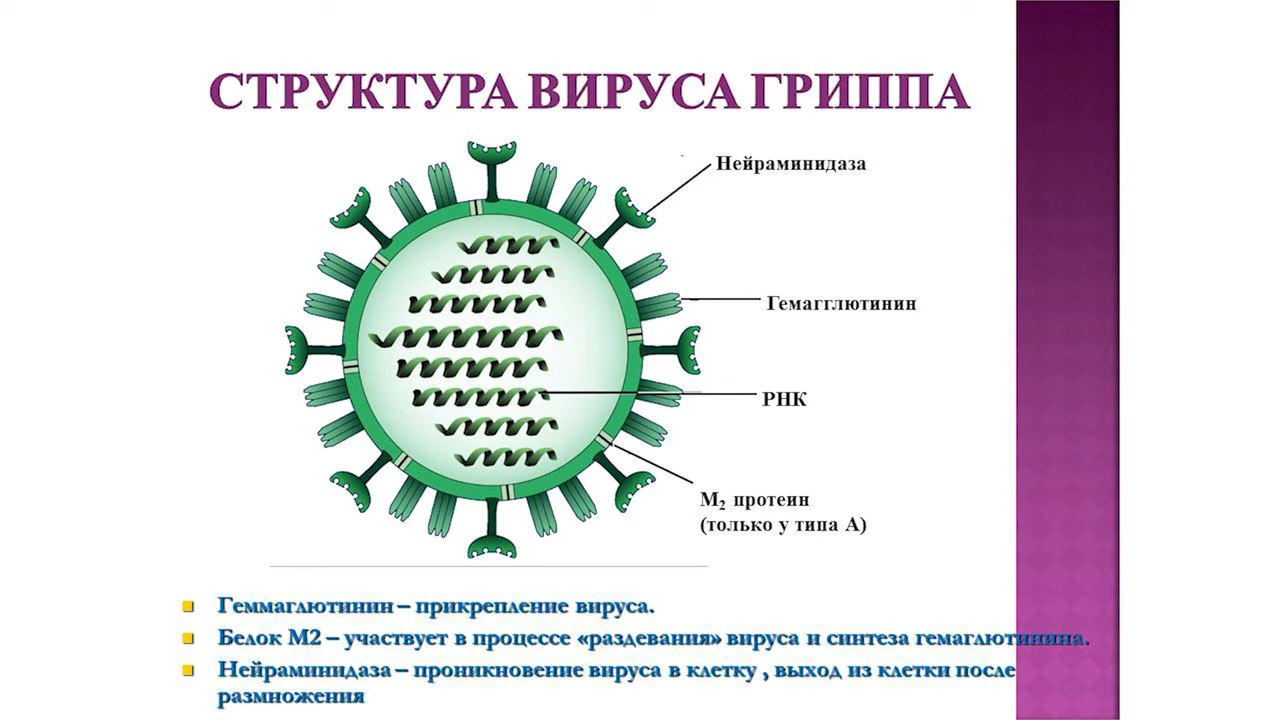 СТРУКТУРА ВИРУСА ГРИППА
Нейраминидаза
Гемагглютинин
РНК
М₂ протеин
(только у типа А)
Геммаглютинин – прикрепление вируса.
Белок М2 – участвует в процессе «раздевания» вируса и синтеза гемаглютинина.
Нейраминидаза – проникновение вируса в клетку , выход из клетки после
размножения